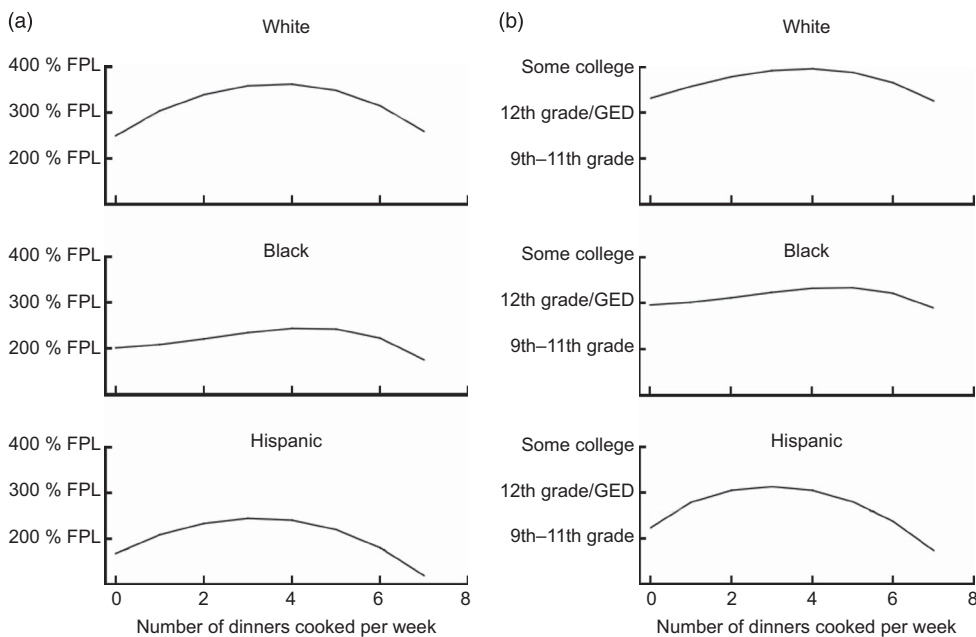 (a)
White
400 % FPL
300 % FPL
200 % FPL
Black
400 % FPL
300 % FPL
200 % FPL
Hispanic
400 % FPL
300 % FPL
200 % FPL
0 2 4 6 8
Number of dinners cooked per week
(b)
White
Some college
12th grade/GED
9th–11th grade
Black
Some college
12th grade/GED
9th–11th grade
Hispanic
Some college
12th grade/GED
9th–11th grade
0 2 4 6 8
Number of dinners cooked per week